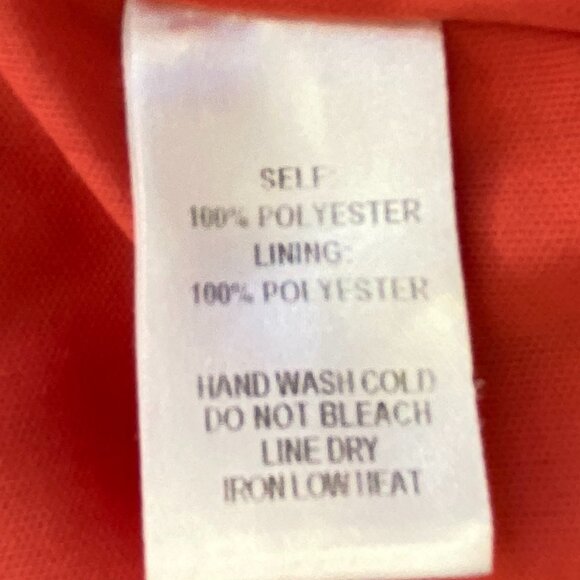 SELF:
100% POLYESTER
LINING:
100% POLYESTER
HAND WASH COLD
DO NOT BLEACH
LINE DRY
IRON LOW HEAT